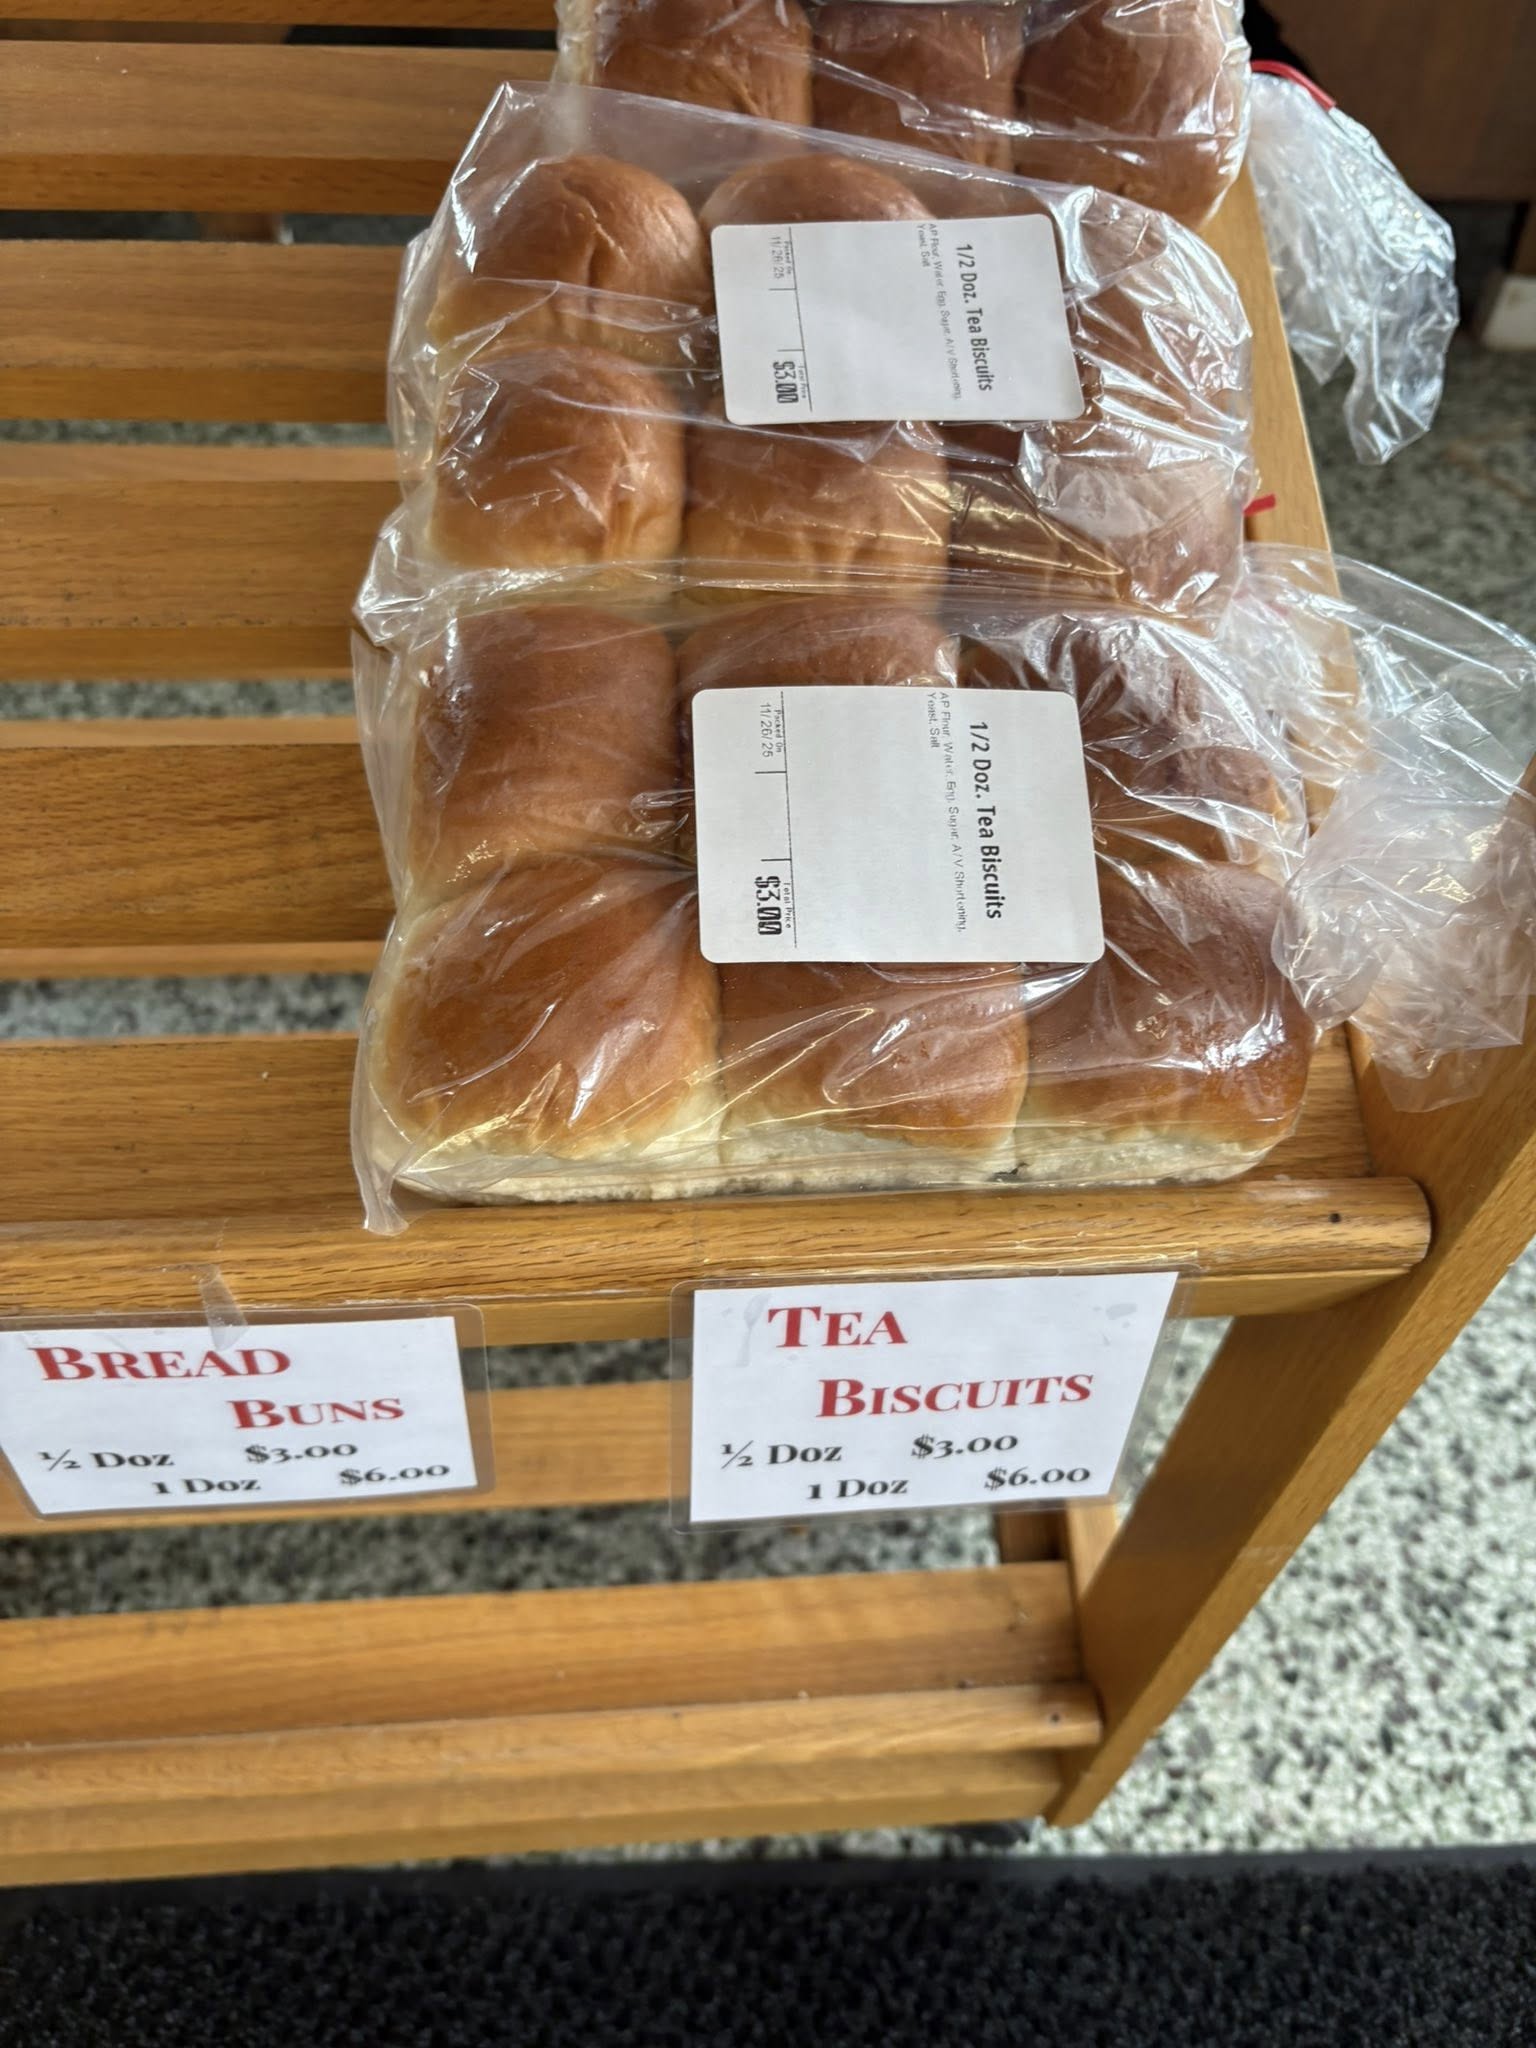 1/2 Doz. Tea Biscuits
AP Flour, Water, Egg, Sugar, A/V Shortening,
Yeast, Salt
Packed On
11/26/25
Total Price
$3.00
1/2 Doz. Tea Biscuits
AP Flour, Water, Egg, Sugar, A/V Shortening,
Yeast, Salt
Packed On
11/26/25
Total Price
$3.00
BREAD
BUNS
½ DOZ $3.00
1 DOZ $6.00
TEA
BISCUITS
½ DOZ $3.00
1 DOZ $6.00